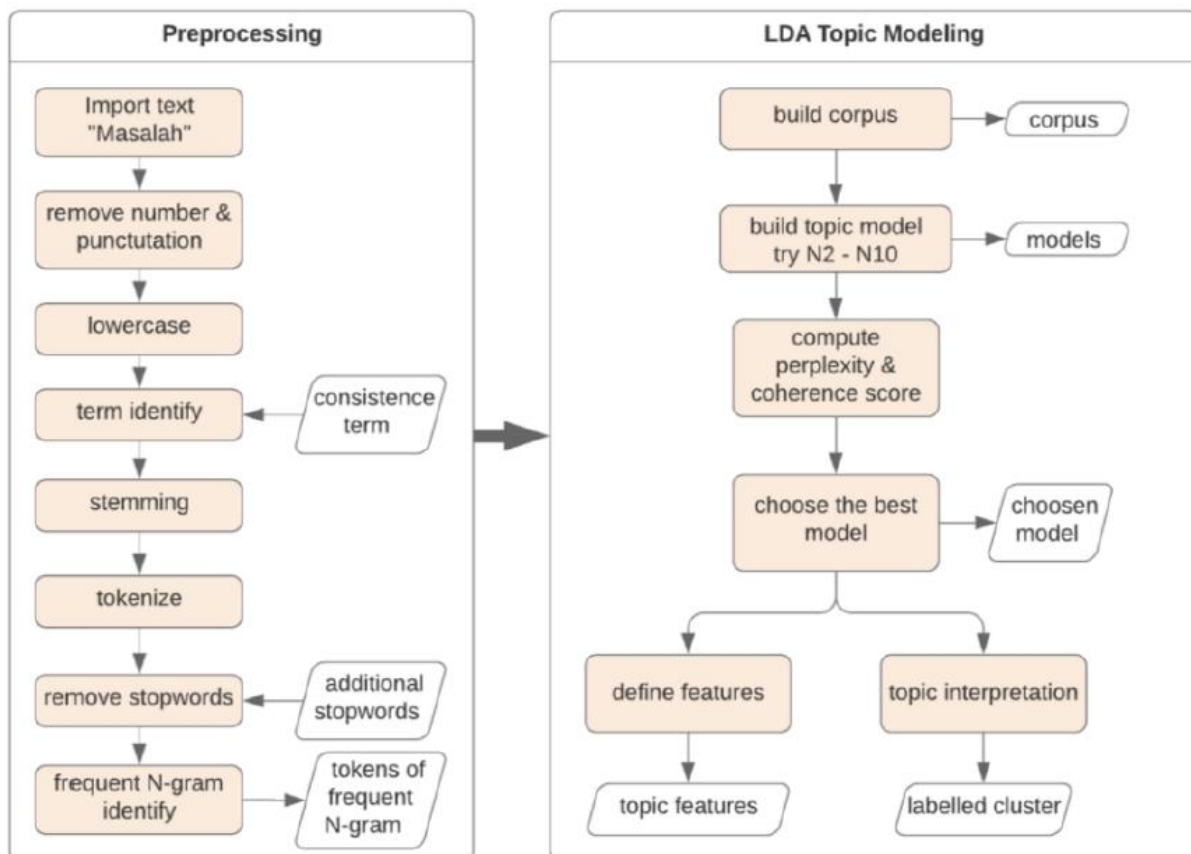 Preprocessing
Import text
"Masalah"
remove number &
punctutation
lowercase
term identify
consistence
term
stemming
tokenize
remove stopwords
additional
stopwords
frequent N-gram
identify
tokens of
frequent
N-gram
LDA Topic Modeling
build corpus
corpus
build topic model
try N2 - N10
models
compute
perplexity &
coherence score
choose the best
model
choosen
model
define features
topic interpretation
topic features
labelled cluster